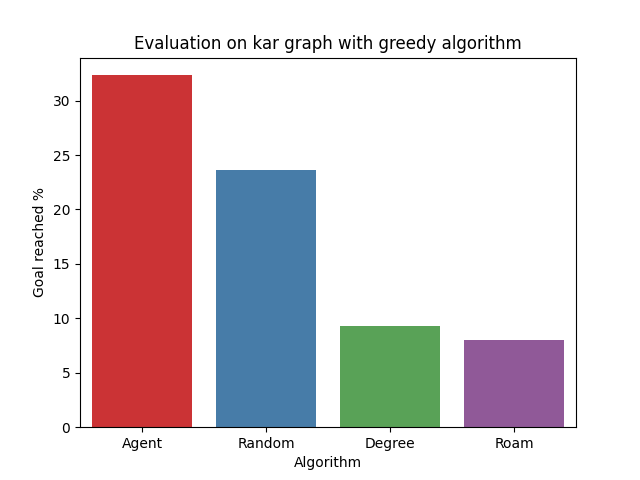 Evaluation on kar graph with greedy algorithm
Goal reached %
30
25
20
15
10
5
0
Agent Random Degree Roam
Algorithm